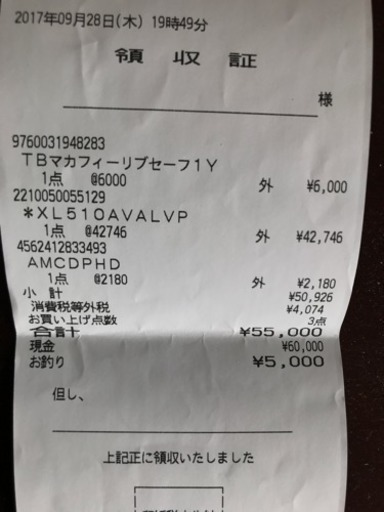 2017年09月28日(木) 19時49分
領 収 証
様
9760031948283
TBマカフィーリブセーフ1Y
1点 @6000 外 ¥6,000
2210050055129
*XL510AVALVP
1点 @42746 外 ¥42,746
4562412833493
AMCDPHD
1点 @2180 外 ¥2,180
小 計 ¥50,926
消費税等外税 ¥4,074
お買い上げ点数 3点
合計 ¥55,000
現金 ¥60,000
お釣り ¥5,000
但し、
上記正に領収いたしました